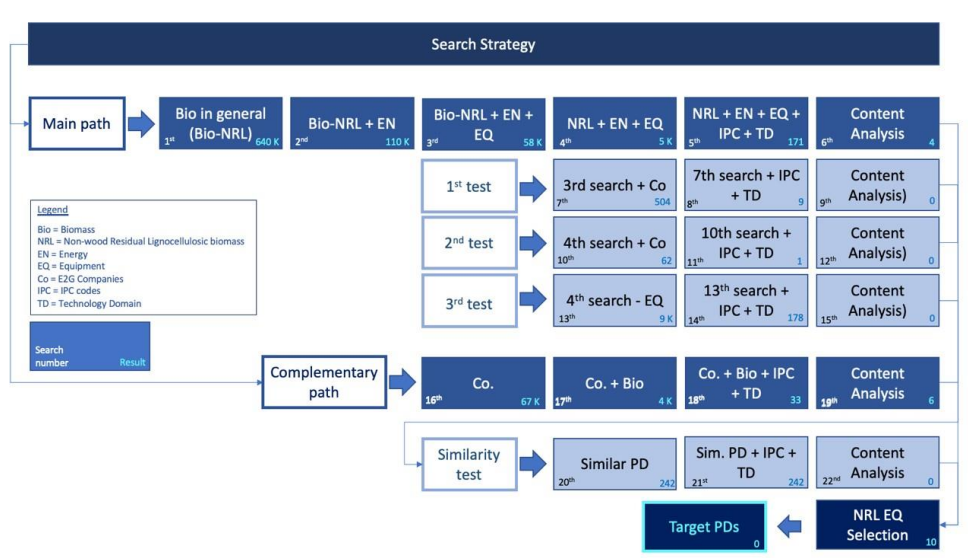 Search Strategy
Main path
Bio in general
(Bio-NRL)
1st 640 K
Bio-NRL + EN
2nd 110 K
Bio-NRL + EN +
EQ
3rd 58 K
NRL + EN + EQ
4th 5 K
NRL + EN + EQ +
IPC + TD
5th 171
Content
Analysis
6th 4
1st test
3rd search + Co
7th 504
7th search + IPC
+ TD
8th 9
Content
Analysis)
9th 0
Legend
Bio = Biomass
NRL = Non-wood Residual Lignocellulosic biomass
EN = Energy
EQ = Equipment
Co = E2G Companies
IPC = IPC codes
TD = Technology Domain
2nd test
4th search + Co
10th 62
10th search +
IPC + TD
11th 1
Content
Analysis)
12th 0
3rd test
4th search - EQ
13th 9 K
13th search +
IPC + TD
14th 178
Content
Analysis)
15th 0
Search
number Result
Complementary
path
Co.
16th 67 K
Co. + Bio
17th 4 K
Co. + Bio + IPC
+ TD
18th 33
Content
Analysis
19th 6
Similarity
test
Similar PD
20th 242
Sim. PD + IPC +
TD
21st 242
Content
Analysis
22nd 0
Target PDs
0
NRL EQ
Selection
10